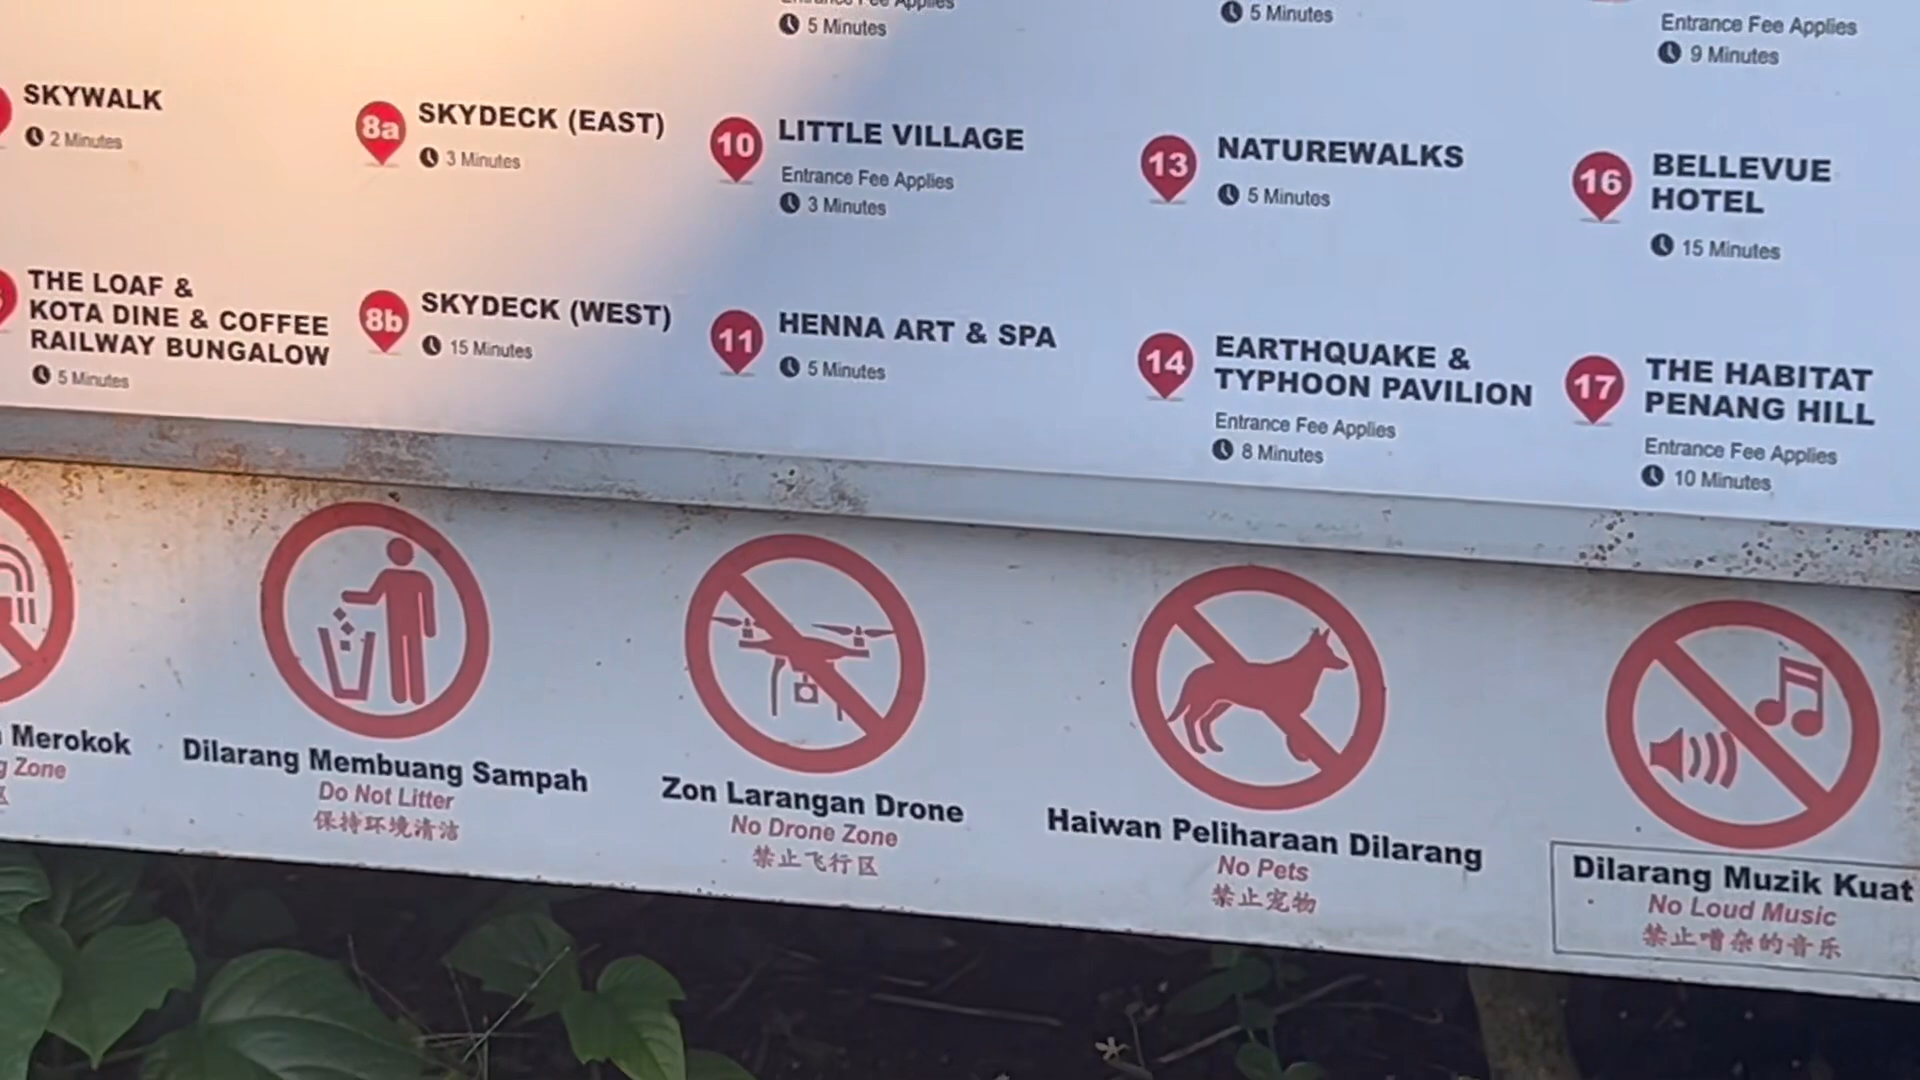 Entrance Fee Applies
5 Minutes
5 Minutes
Entrance Fee Applies
9 Minutes
SKYWALK
2 Minutes
8a
SKYDECK (EAST)
3 Minutes
10
LITTLE VILLAGE
Entrance Fee Applies
3 Minutes
13
NATUREWALKS
5 Minutes
16
BELLEVUE
HOTEL
15 Minutes
THE LOAF &
KOTA DINE & COFFEE
RAILWAY BUNGALOW
5 Minutes
8b
SKYDECK (WEST)
15 Minutes
11
HENNA ART & SPA
5 Minutes
14
EARTHQUAKE &
TYPHOON PAVILION
Entrance Fee Applies
8 Minutes
17
THE HABITAT
PENANG HILL
Entrance Fee Applies
10 Minutes
Merokok
Zone
Dilarang Membuang Sampah
Do Not Litter
保持环境清洁
Zon Larangan Drone
No Drone Zone
禁止飞行区
Haiwan Peliharaan Dilarang
No Pets
禁止宠物
Dilarang Muzik Kuat
No Loud Music
禁止嘈杂的音乐